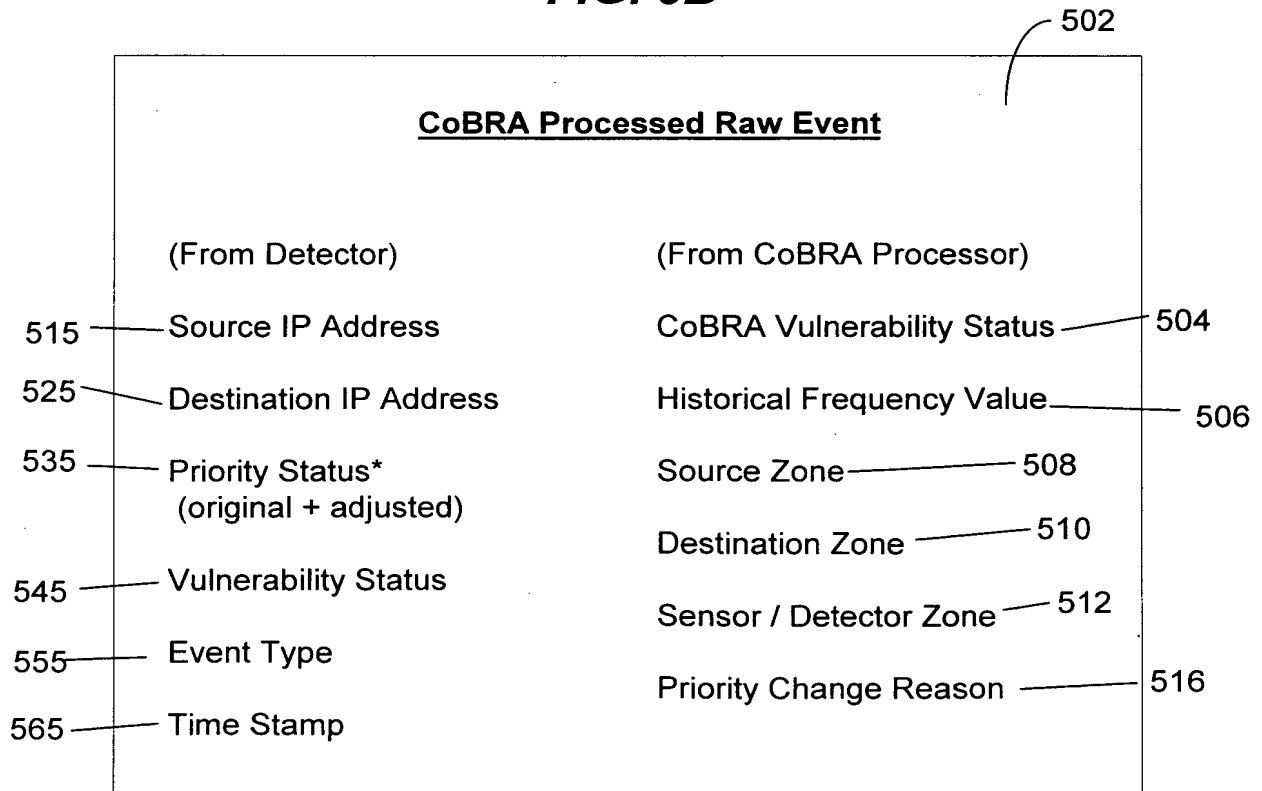 502
CoBRA Processed Raw Event
(From Detector)
(From CoBRA Processor)
515
Source IP Address
CoBRA Vulnerability Status
504
525
Destination IP Address
Historical Frequency Value
506
535
Priority Status*
(original + adjusted)
Source Zone
508
Destination Zone
510
545
Vulnerability Status
Sensor / Detector Zone
512
555
Event Type
Priority Change Reason
516
565
Time Stamp